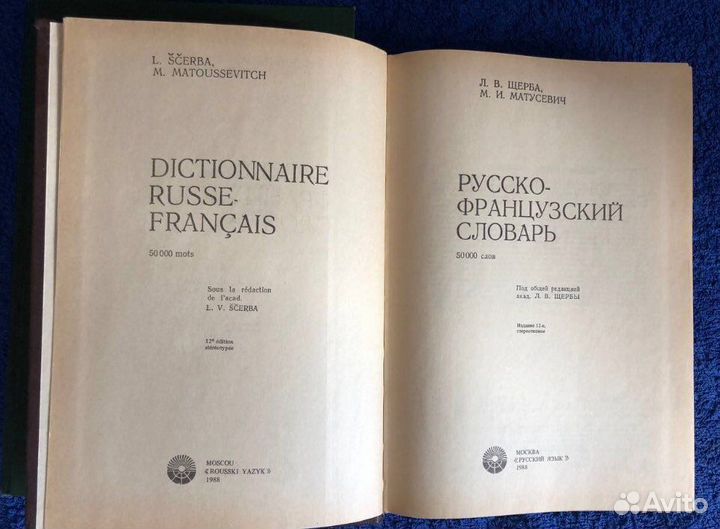 L. ŠČERBA,
M. MATOUSSEVITCH
DICTIONNAIRE
RUSSE-
FRANÇAIS
50 000 mots
Sous la rédaction
de l'acad.
L. V. ŠČERBA
12e édition
stéréotypée
MOSCOU
«ROUSSKI YAZYK»
1988
Л. В. ЩЕРБА,
М. И. МАТУСЕВИЧ
РУССКО-
ФРАНЦУЗСКИЙ
СЛОВАРЬ
50 000 слов
Под общей редакцией
акад. Л. В. ЩЕРБЫ
Издание 12-е,
стереотипное
МОСКВА
«РУССКИЙ ЯЗЫК»
1988
Avito